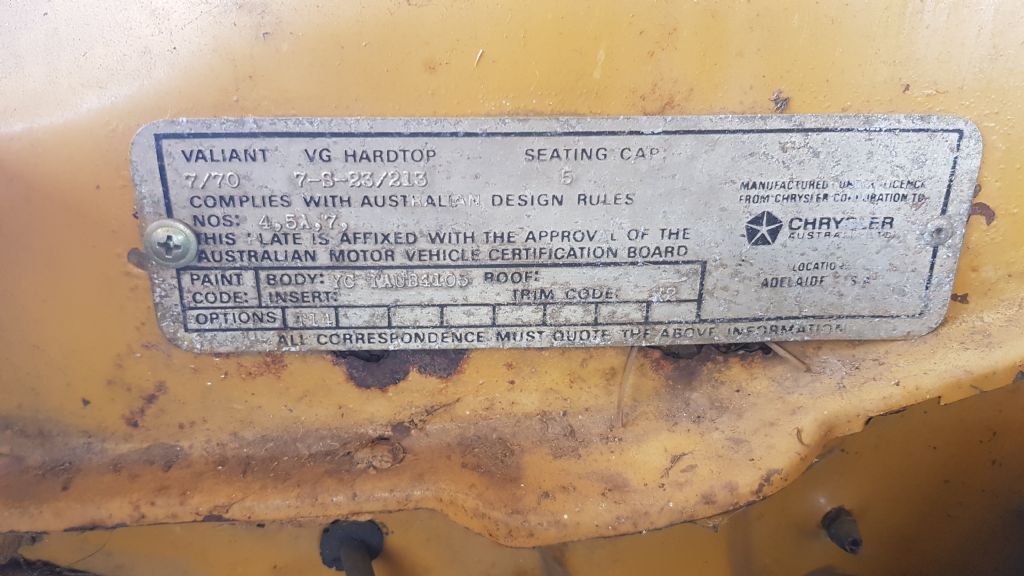 VALIANT VG HARDTOP SEATING CAP.
7/70 7-S-23/213 5
COMPLIES WITH AUSTRALIAN DESIGN RULES
NOS: 4,5A,7,
THIS PLATE IS AFFIXED WITH THE APPROVAL OF THE
AUSTRALIAN MOTOR VEHICLE CERTIFICATION BOARD
MANUFACTURED UNDER LICENCE
FROM CHRYSLER CORPORATION TO
CHRYSLER
AUSTRALIA LTD.
LOCATION
ADELAIDE S.A.
PAINT BODY: ROOF:
CODE: INSERT: TRIM CODE:
OPTIONS
ALL CORRESPONDENCE MUST QUOTE THE ABOVE INFORMATION